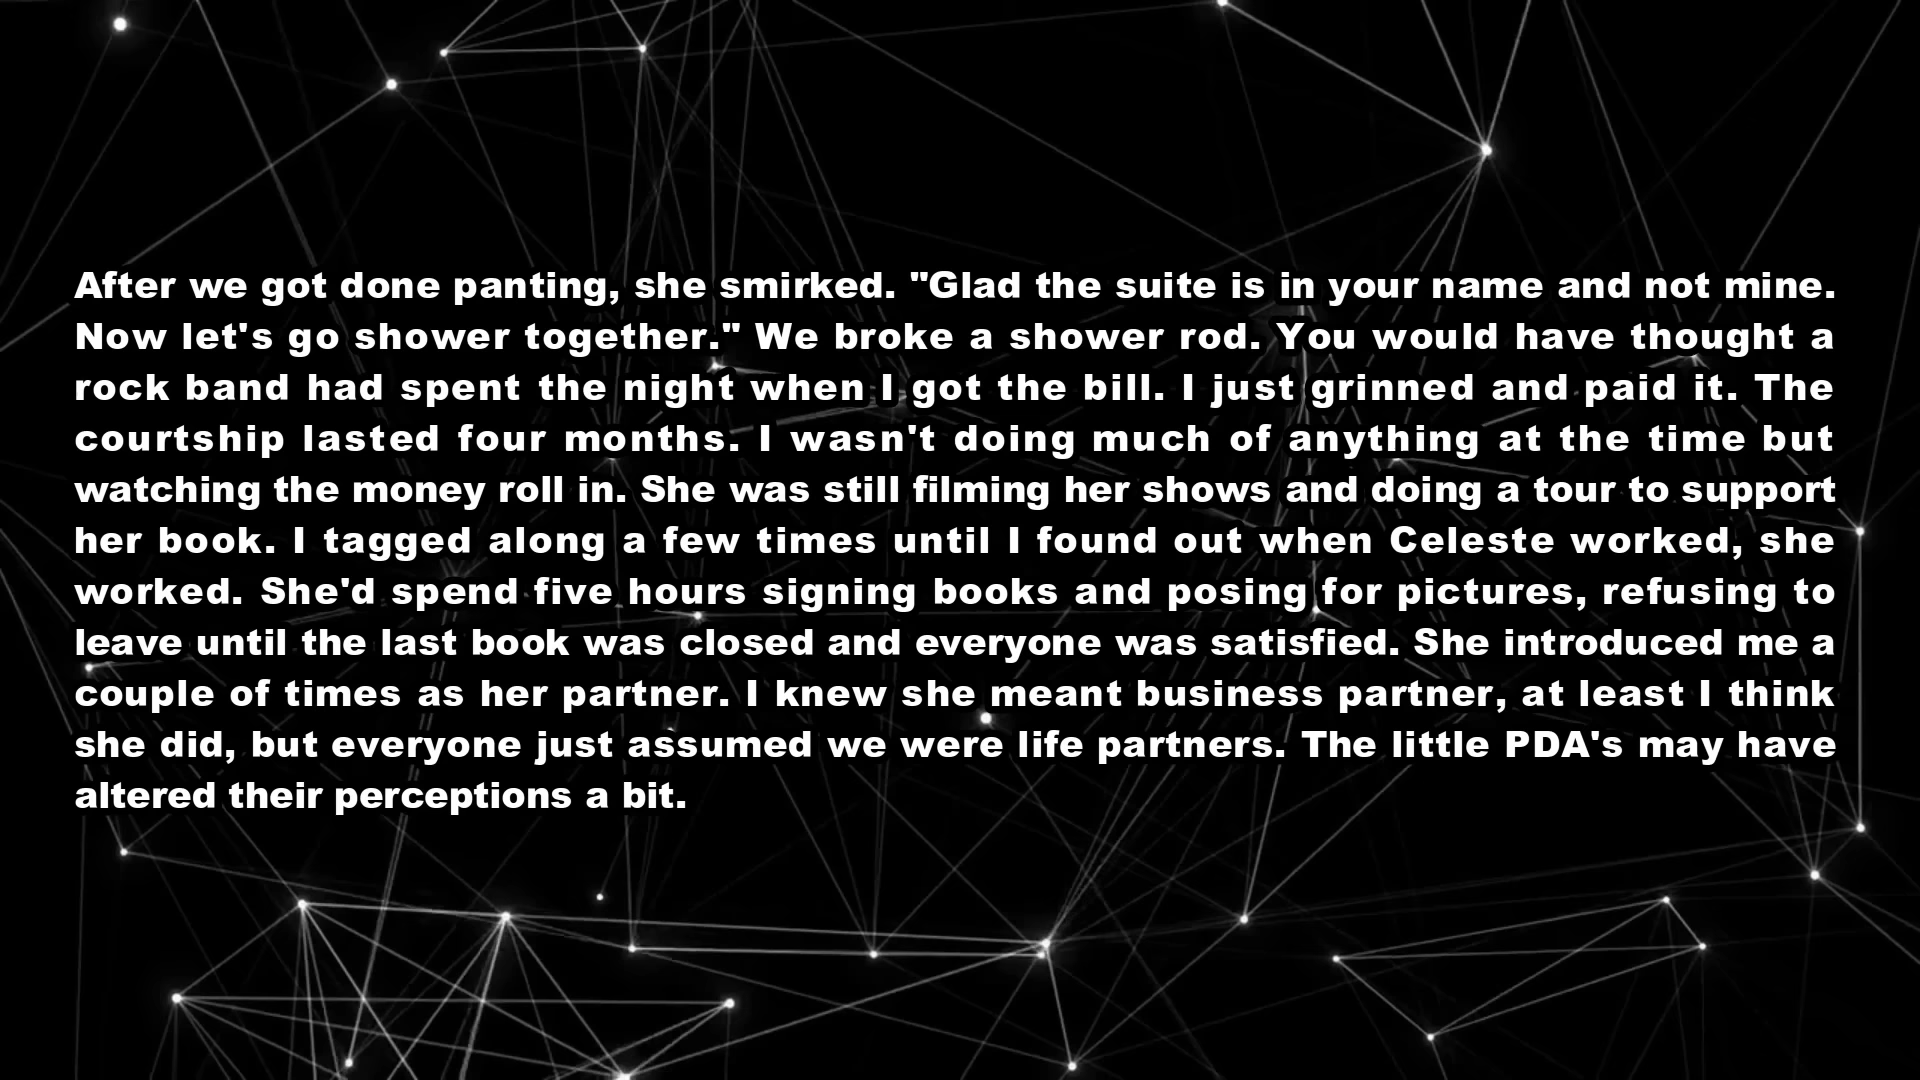 After we got done panting, she smirked. "Glad the suite is in your name and not mine.
Now let's go shower together." We broke a shower rod. You would have thought a
rock band had spent the night when I got the bill. I just grinned and paid it. The
courtship lasted four months. I wasn't doing much of anything at the time but
watching the money roll in. She was still filming her shows and doing a tour to support
her book. I tagged along a few times until I found out when Celeste worked, she
worked. She'd spend five hours signing books and posing for pictures, refusing to
leave until the last book was closed and everyone was satisfied. She introduced me a
couple of times as her partner. I knew she meant business partner, at least I think
she did, but everyone just assumed we were life partners. The little PDA's may have
altered their perceptions a bit.